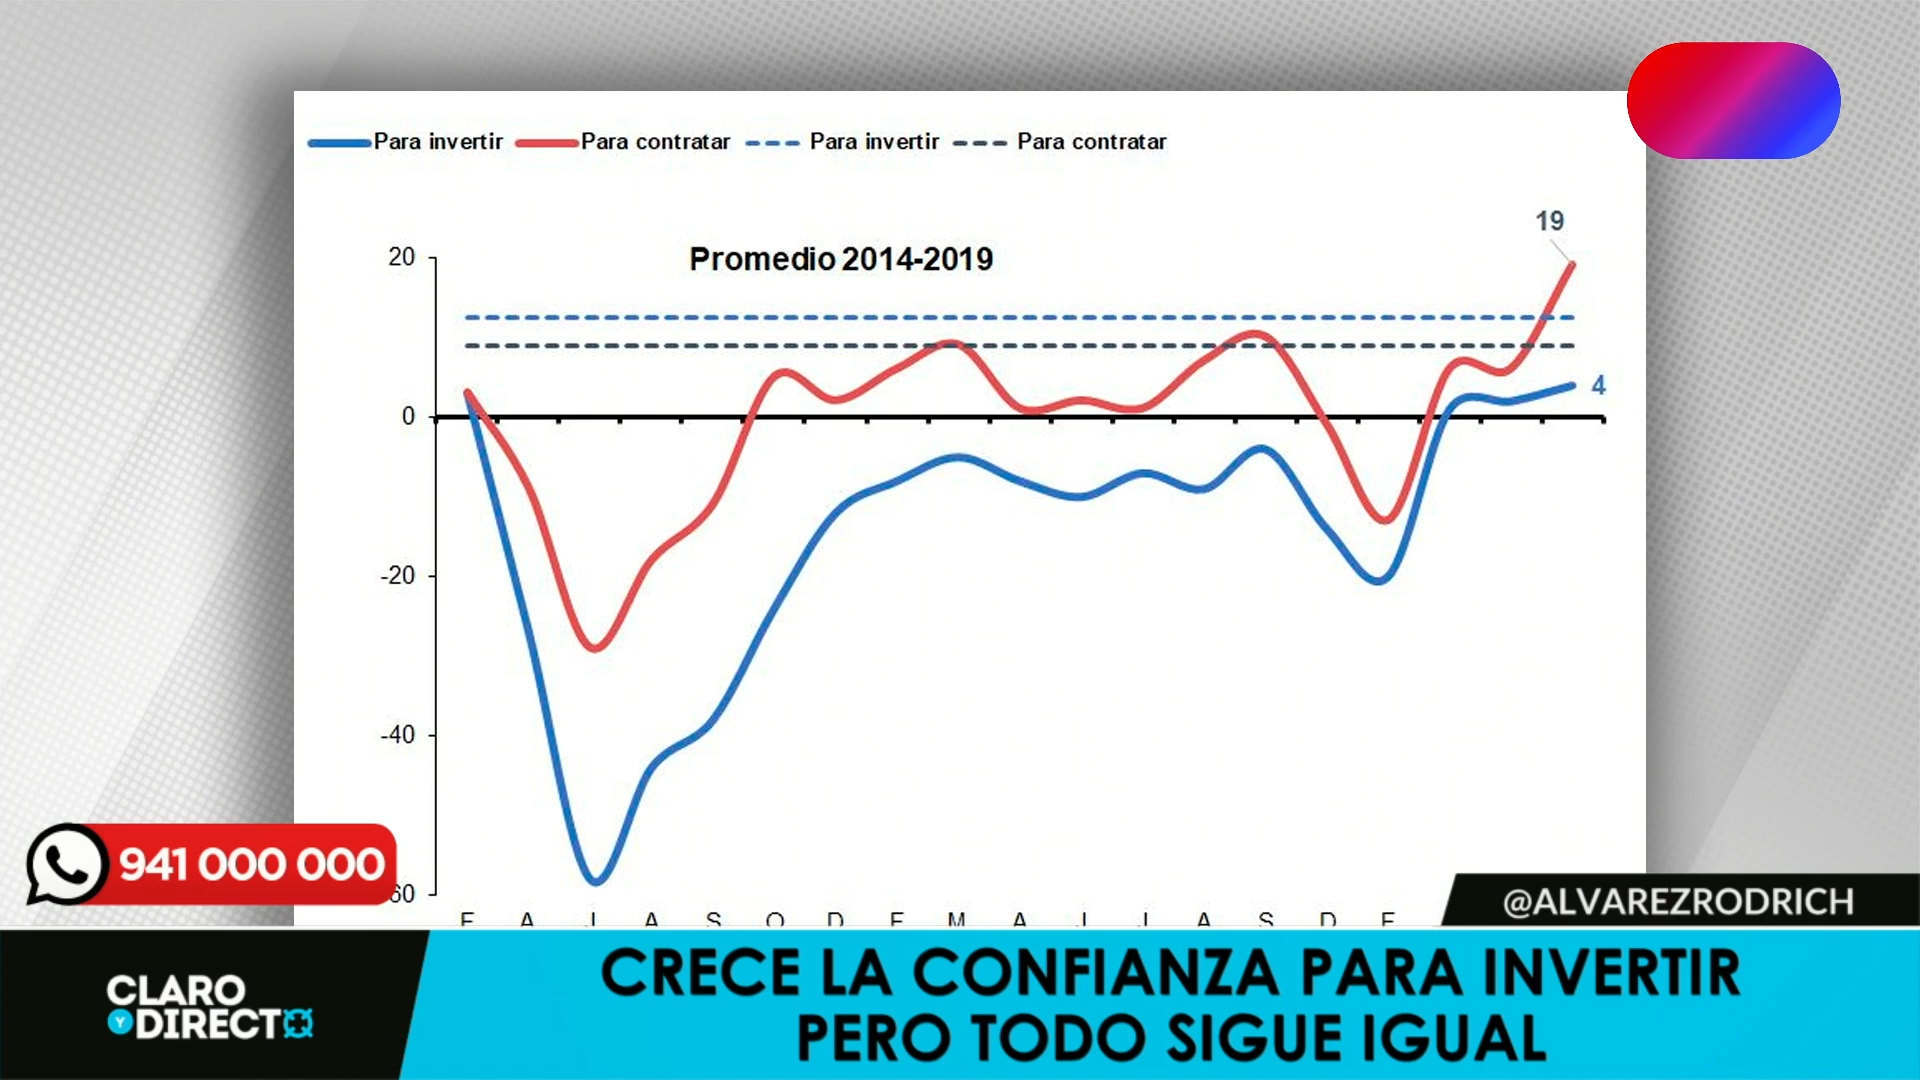 Para invertir Para contratar Para invertir Para contratar
19
Promedio 2014-2019
20
4
0
-20
-40
60
941 000 000
@ALVAREZRODRICH
F A J A S O D F M A J J A S D F
CLARO
Y DIRECTO
CRECE LA CONFIANZA PARA INVERTIR
PERO TODO SIGUE IGUAL